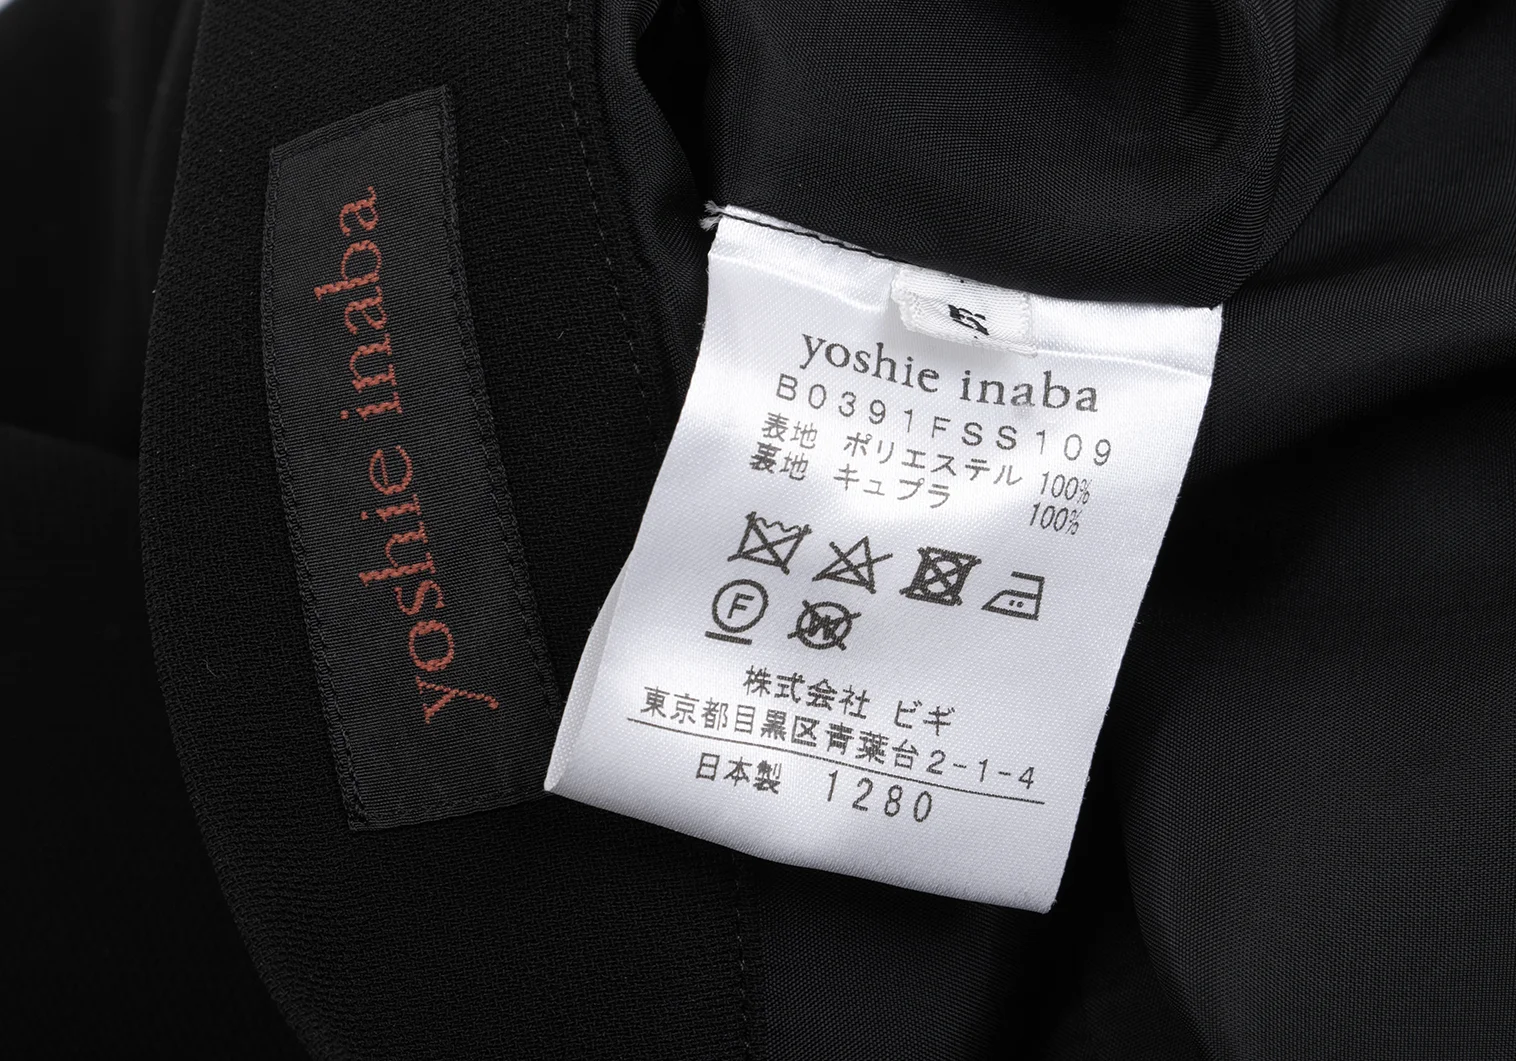 yoshie inaba
yoshie inaba
B0391FSS109
表地 ポリエステル 100%
裏地 キュプラ 100%
F
W
株式会社 ビギ
東京都目黒区青葉台2-1-4
日本製 1280